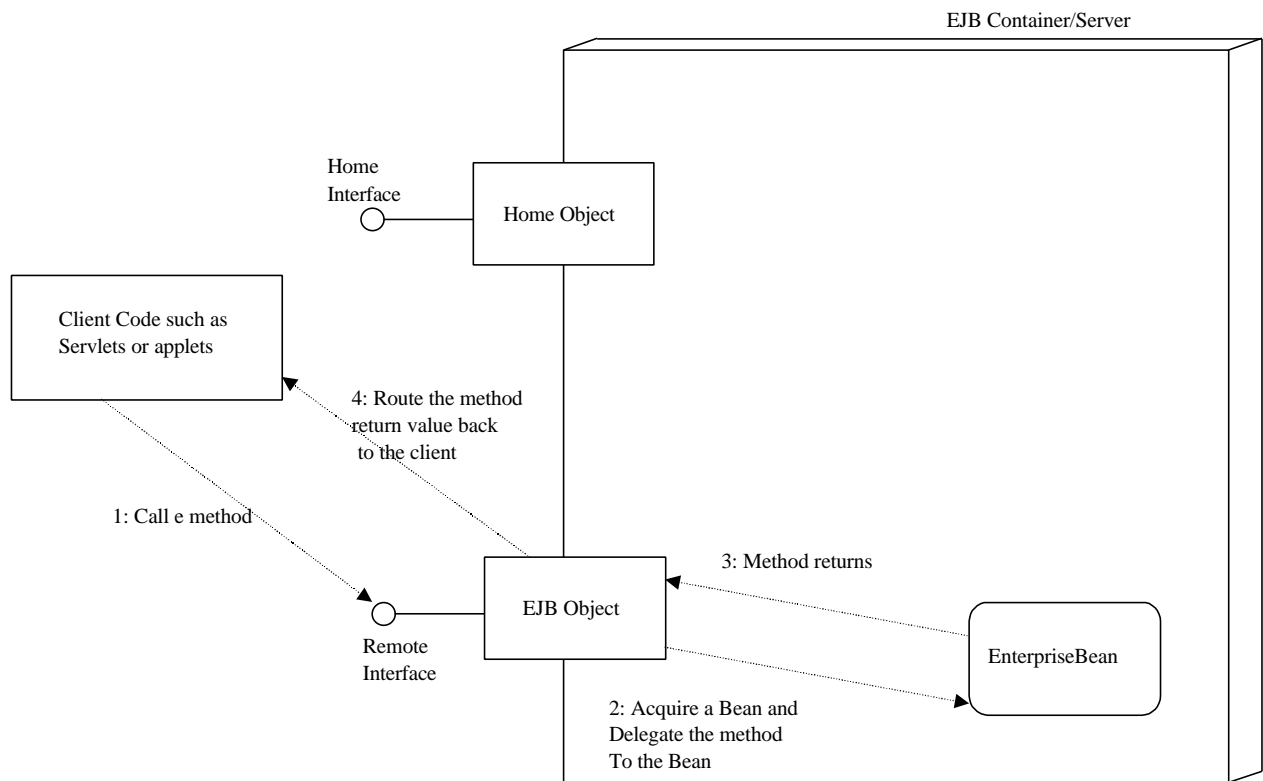 EJB Container/Server
Home
Interface
Home Object
Client Code such as
Servlets or applets
4: Route the method
return value back
to the client
1: Call e method
3: Method returns
EJB Object
EnterpriseBean
Remote
Interface
2: Acquire a Bean and
Delegate the method
To the Bean